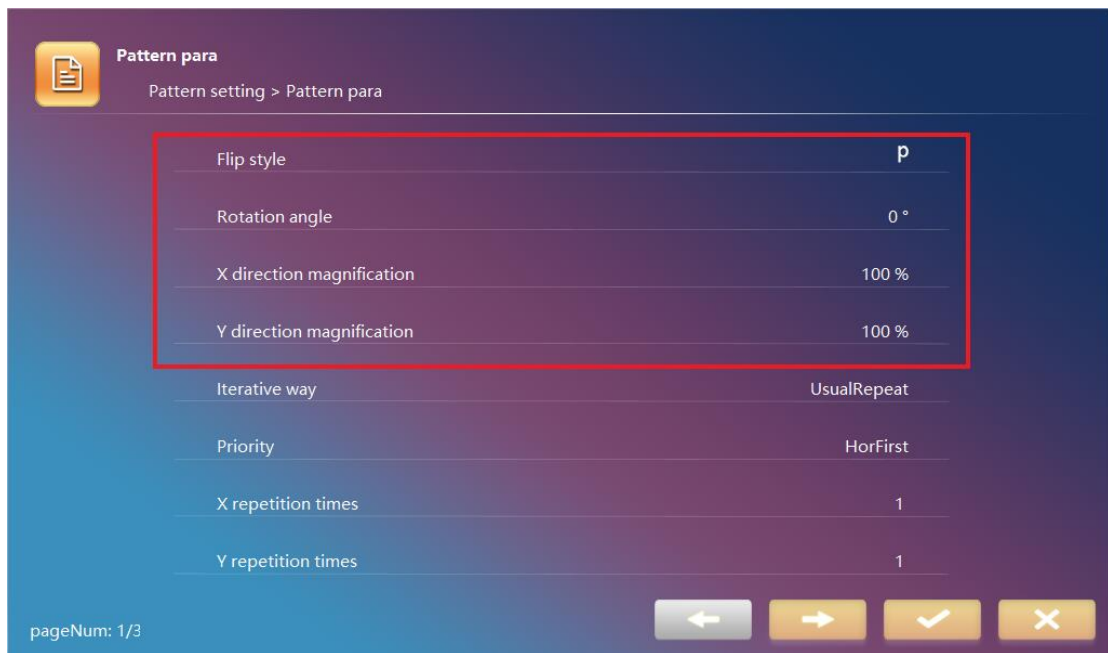 Pattern para
Pattern setting > Pattern para
Flip style p
Rotation angle 0 °
X direction magnification 100 %
Y direction magnification 100 %
Iterative way UsualRepeat
Priority HorFirst
X repetition times 1
Y repetition times 1
pageNum: 1/3